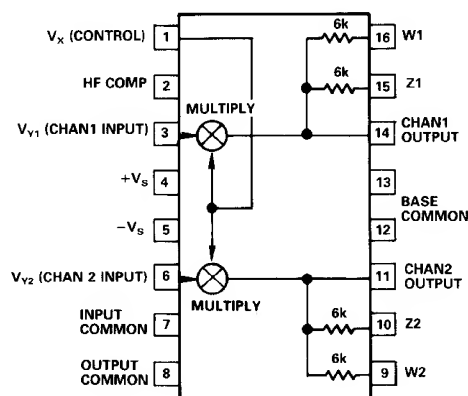 Vx (CONTROL) 1
HF COMP 2
MULTIPLY
VY1 (CHAN1 INPUT) 3
+VS 4
−VS 5
VY2 (CHAN 2 INPUT) 6
MULTIPLY
INPUT COMMON 7
OUTPUT COMMON 8
6k 16 W1
6k 15 Z1
14 CHAN1 OUTPUT
13
BASE COMMON
12
11 CHAN2 OUTPUT
6k 10 Z2
6k 9 W2